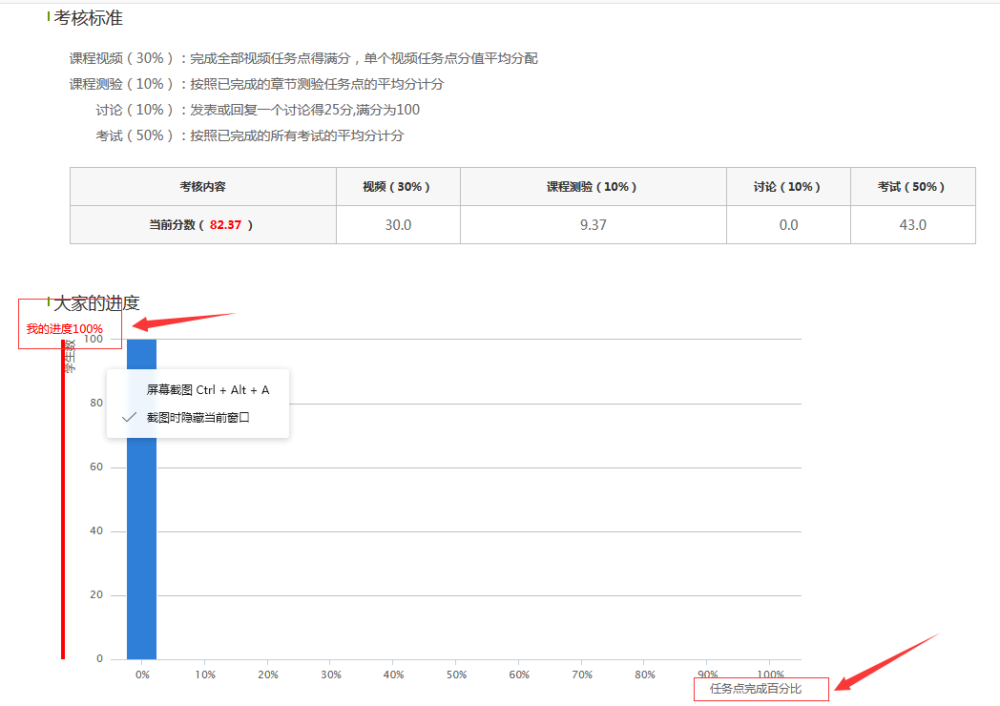 考核标准
课程视频（30%）：完成全部视频任务点得满分，单个视频任务点分值平均分配
课程测验（10%）：按照已完成的章节测验任务点的平均分计分
讨论（10%）：发表或回复一个讨论得25分,满分为100
考试（50%）：按照已完成的所有考试的平均分计分
考核内容 视频（30%） 课程测验（10%） 讨论（10%） 考试（50%）
当前分数（ 82.37 ） 30.0 9.37 0.0 43.0
大家的进度
我的进度100%
学生数
100
屏幕截图 Ctrl + Alt + A
80
截图时隐藏当前窗口
60
40
20
0
0% 10% 20% 30% 40% 50% 60% 70% 80% 90% 100%
任务点完成百分比